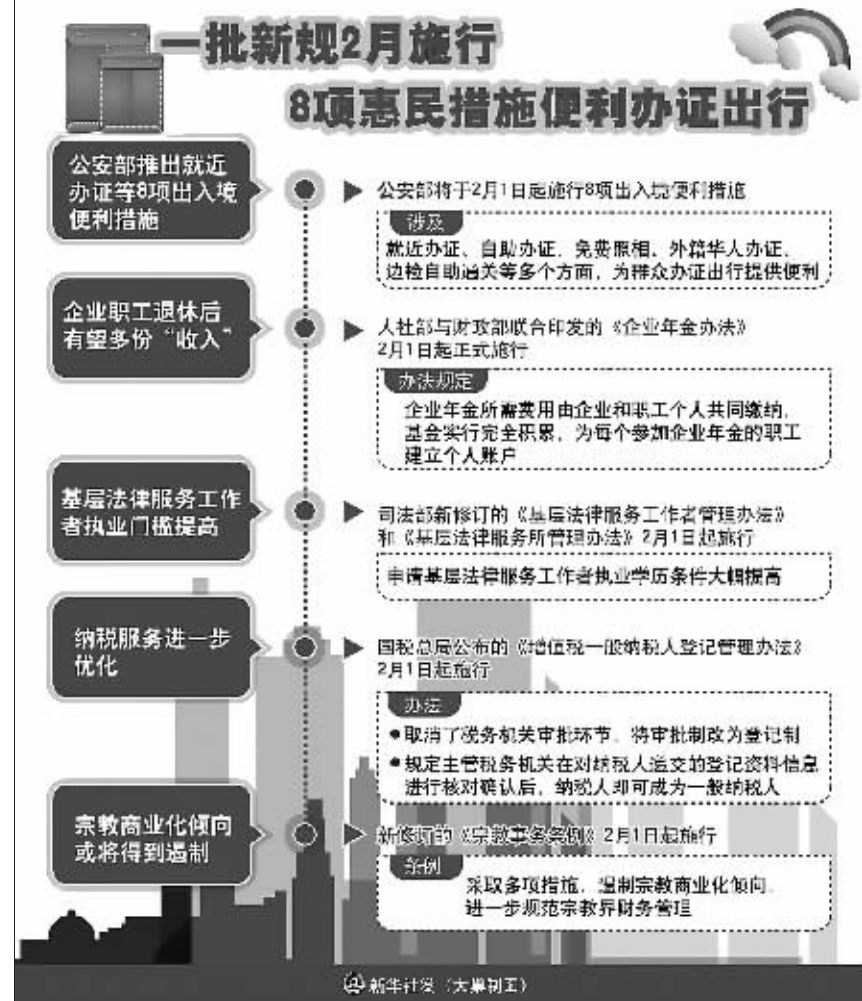 一批新规2月施行
8项惠民措施便利办证出行
公安部推出就近
办证等8项出入境
便利措施
公安部将于2月1日起施行8项出入境便利措施
涉及
就近办证、自助办证、免费照相、外籍华人办证、
边检自助通关等多个方面，为群众办证出行提供便利
企业职工退休后
有望多份“收入”
人社部与财政部联合印发的《企业年金办法》
2月1日起正式施行
办法规定
企业年金所需费用由企业和职工个人共同缴纳，
基金实行完全积累，为每个参加企业年金的职工
建立个人账户
基层法律服务工作
者执业门槛提高
司法部新修订的《基层法律服务工作者管理办法》
和《基层法律服务所管理办法》2月1日起施行
申请基层法律服务工作者执业学历条件大幅提高
纳税服务进一步
优化
国税总局公布的《增值税一般纳税人登记管理办法》
2月1日起施行
办法
●取消了税务机关审批环节，将审批制改为登记制
●规定主管税务机关在对纳税人递交的登记资料信息
进行核对确认后，纳税人即可成为一般纳税人
宗教商业化倾向
或将得到遏制
新修订的《宗教事务条例》2月1日起施行
条例
采取多项措施，遏制宗教商业化倾向，
进一步规范宗教界财务管理
新华社发（大巢制图）